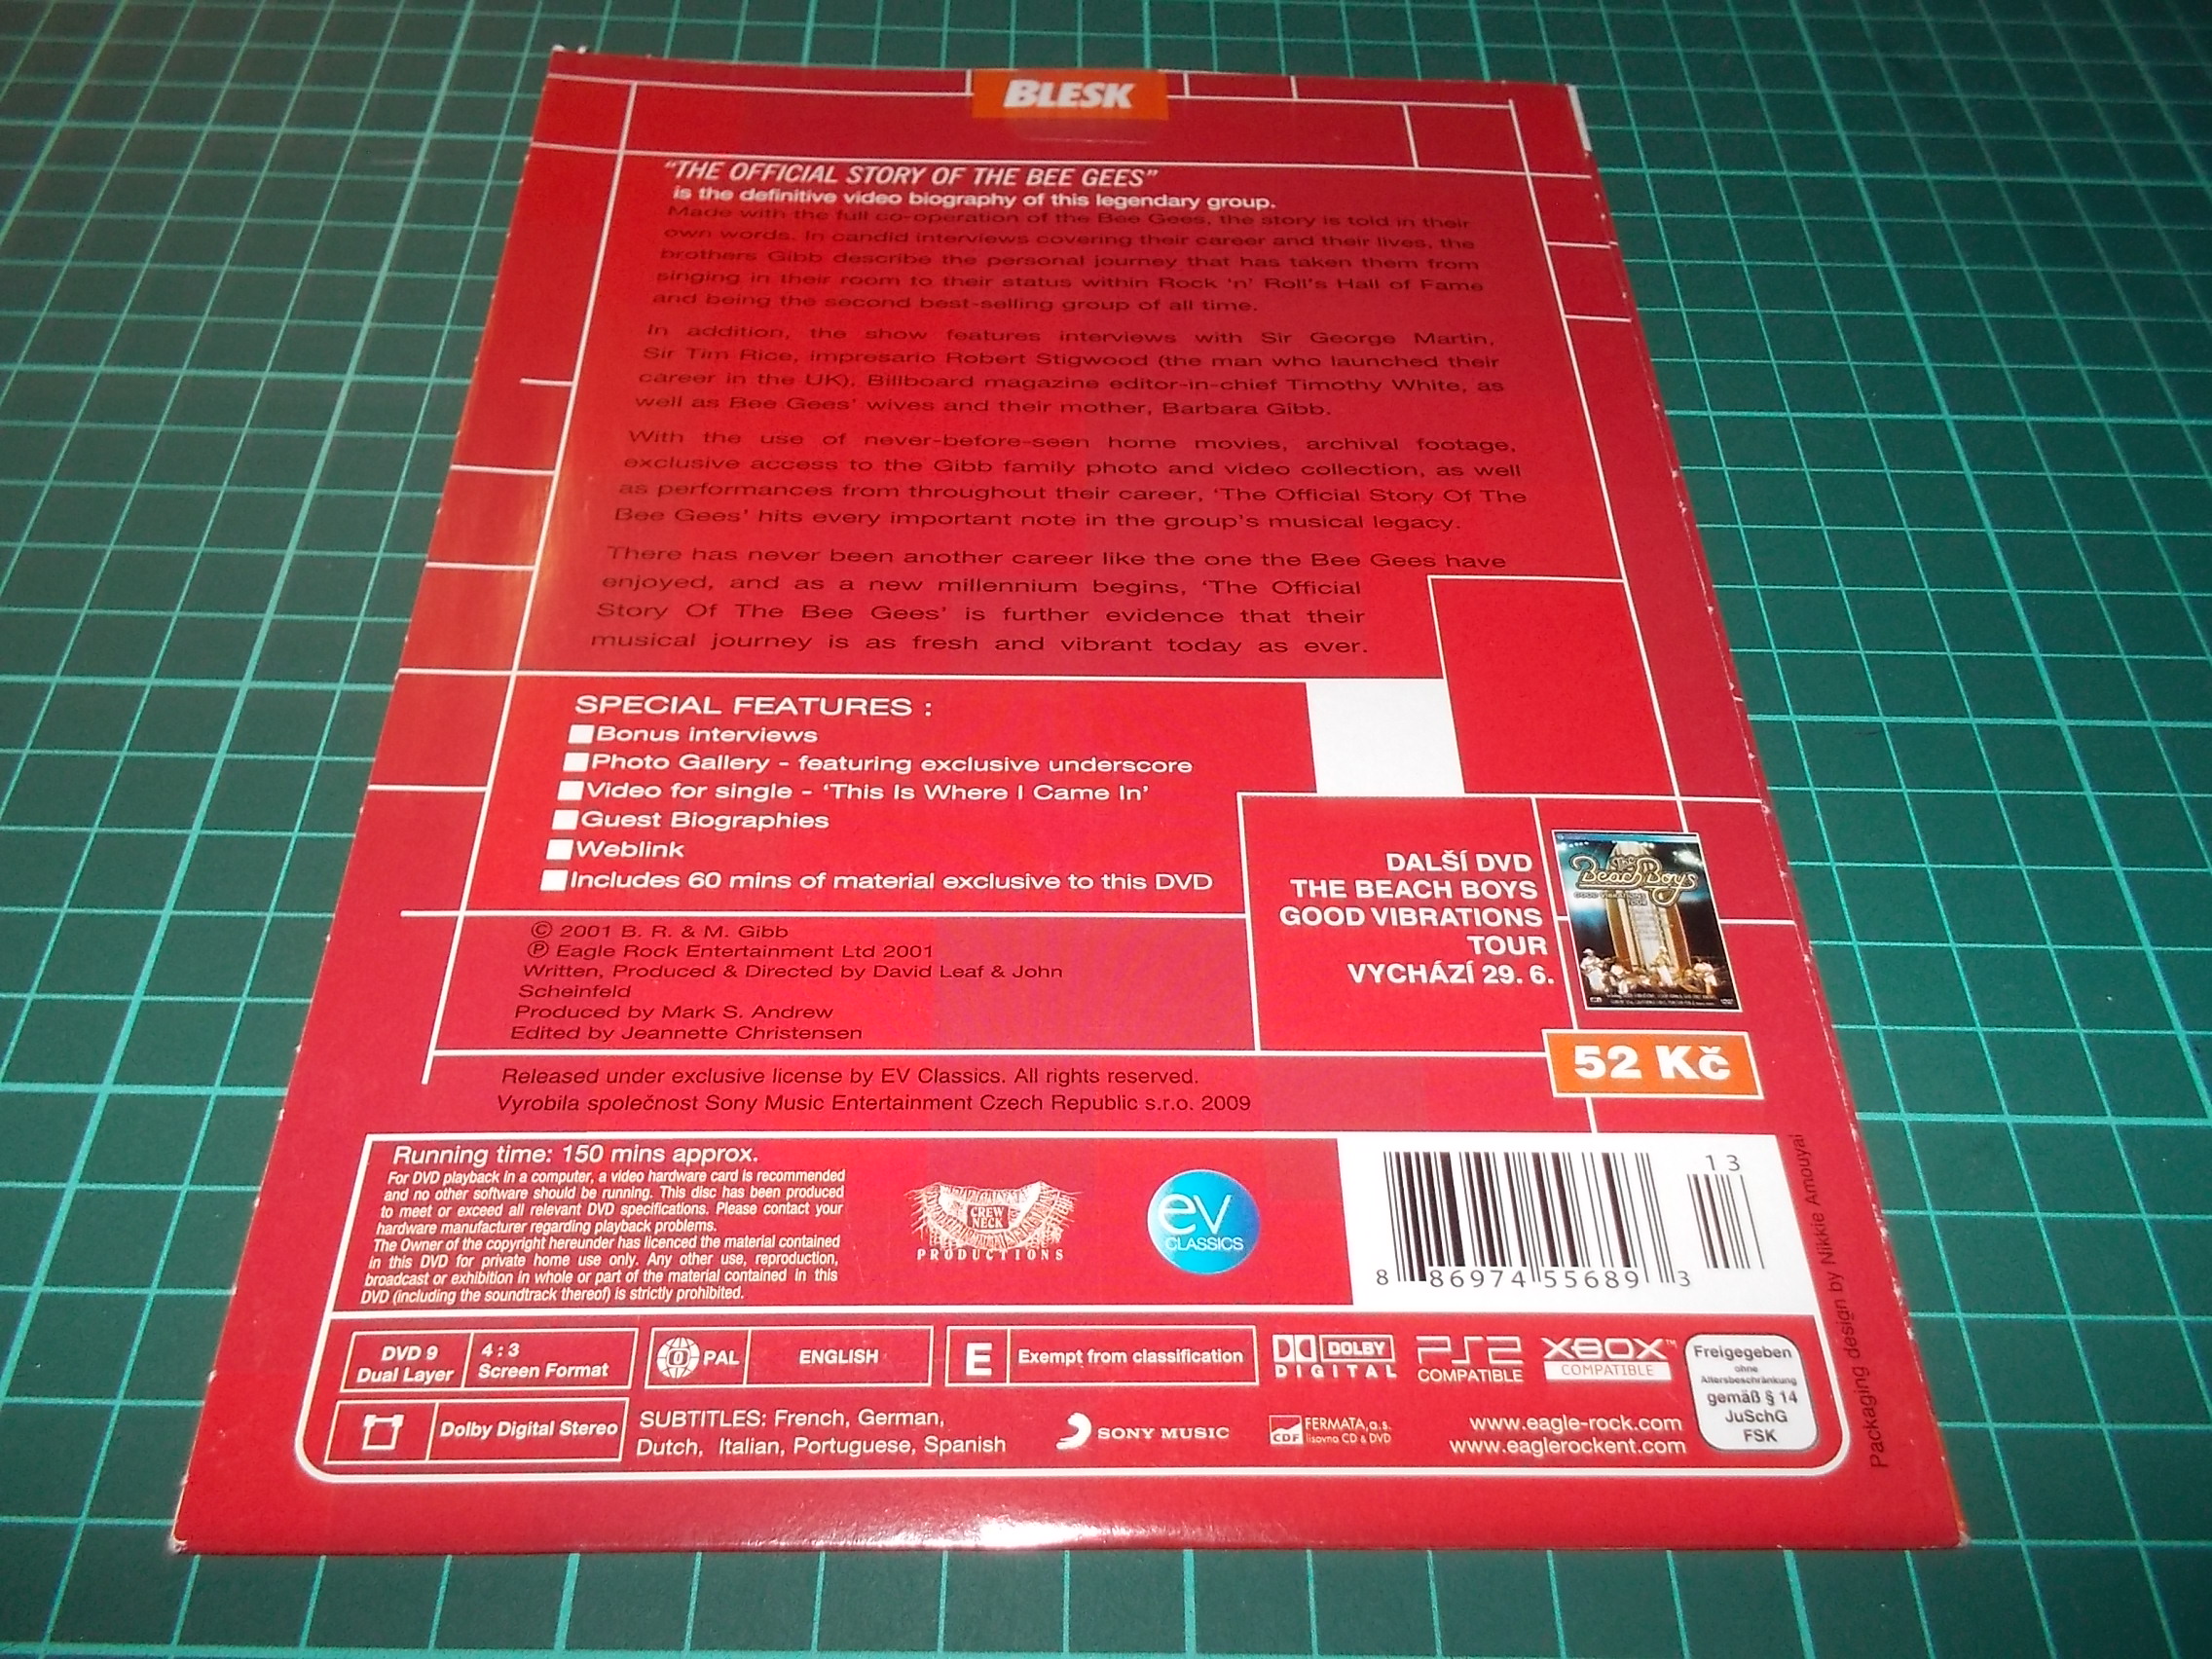 BLESK
"THE OFFICIAL STORY OF THE BEE GEES"
is the definitive video biography of this legendary group.
Made with the full co-operation of the Bee Gees, the story is told in their
own words. In candid interviews covering their career and their lives, the
brothers Gibb describe the personal journey that has taken them from
singing in their room to their status within Rock 'n' Roll's Hall of Fame
and being the second best-selling group of all time.
In addition, the show features interviews with Sir George Martin,
Sir Tim Rice, impresario Robert Stigwood (the man who launched their
career in the UK), Billboard magazine editor-in-chief Timothy White, as
well as Bee Gees' wives and their mother, Barbara Gibb.
With the use of never-before-seen home movies, archival footage,
exclusive access to the Gibb family photo and video collection, as well
as performances from throughout their career, 'The Official Story Of The
Bee Gees' hits every important note in the group's musical legacy.
There has never been another career like the one the Bee Gees have
enjoyed, and as a new millennium begins, 'The Official
Story Of The Bee Gees' is further evidence that their
musical journey is as fresh and vibrant today as ever.
SPECIAL FEATURES :
Bonus interviews
Photo Gallery - featuring exclusive underscore
Video for single - 'This Is Where I Came In'
Guest Biographies
Weblink
Includes 60 mins of material exclusive to this DVD
DALŠÍ DVD
THE BEACH BOYS
GOOD VIBRATIONS
TOUR
VYCHÁZÍ 29. 6.
The
Beach Boys
52 Kč
© 2001 B. R. & M. Gibb
℗ Eagle Rock Entertainment Ltd 2001
Written, Produced & Directed by David Leaf & John
Scheinfeld
Produced by Mark S. Andrew
Edited by Jeannette Christensen
Released under exclusive license by EV Classics. All rights reserved.
Vyrobila společnost Sony Music Entertainment Czech Republic s.r.o. 2009
Running time: 150 mins approx.
For DVD playback in a computer, a video hardware card is recommended
and no other software should be running. This disc has been produced
to meet or exceed all relevant DVD specifications. Please contact your
hardware manufacturer regarding playback problems.
The Owner of the copyright hereunder has licenced the material contained
in this DVD for private home use only. Any other use, reproduction,
broadcast or exhibition in whole or part of the material contained in this
DVD (including the soundtrack thereof) is strictly prohibited.
CREW
NECK
PRODUCTIONS
ev
CLASSICS
13
8 86974 55689 3
Packaging design by Nikkie Amouyal
DVD 9
Dual Layer
4 : 3
Screen Format
0
PAL
ENGLISH
E
Exempt from classification
DOLBY
DIGITAL
PS2
COMPATIBLE
XBOX™
COMPATIBLE
Freigegeben
ohne
Altersbeschränkung
gemäß § 14
JuSchG
FSK
Dolby Digital Stereo
SUBTITLES: French, German,
Dutch, Italian, Portuguese, Spanish
SONY MUSIC
CDF
FERMATA, a.s.
lisovna CD & DVD
www.eagle-rock.com
www.eaglerockent.com